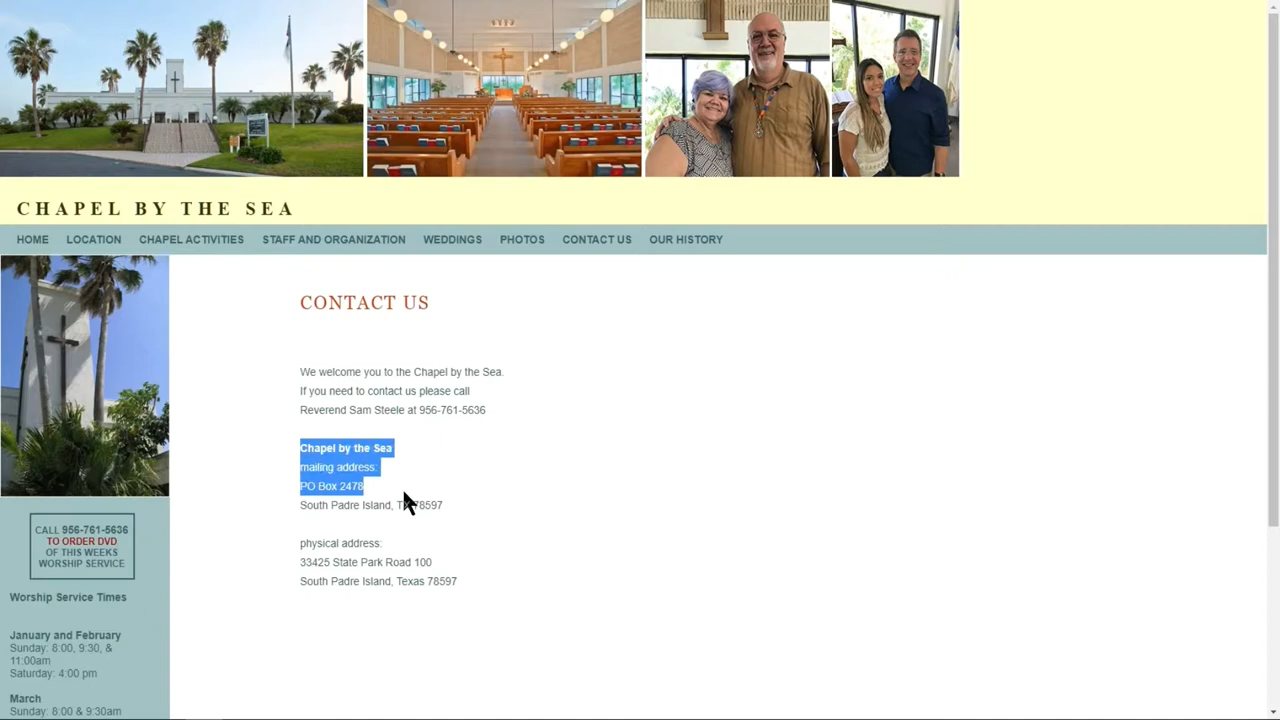 CHAPEL BY THE SEA
HOME LOCATION CHAPEL ACTIVITIES STAFF AND ORGANIZATION WEDDINGS PHOTOS CONTACT US OUR HISTORY
CONTACT US
We welcome you to the Chapel by the Sea.
If you need to contact us please call
Reverend Sam Steele at 956-761-5636
Chapel by the Sea
mailing address:
PO Box 2478
South Padre Island, TX 78597
physical address:
33425 State Park Road 100
South Padre Island, Texas 78597
CALL 956-761-5636
TO ORDER DVD
OF THIS WEEKS
WORSHIP SERVICE
Worship Service Times
January and February
Sunday: 8:00, 9:30, &
11:00am
Saturday: 4:00 pm
March
Sunday: 8:00 & 9:30am